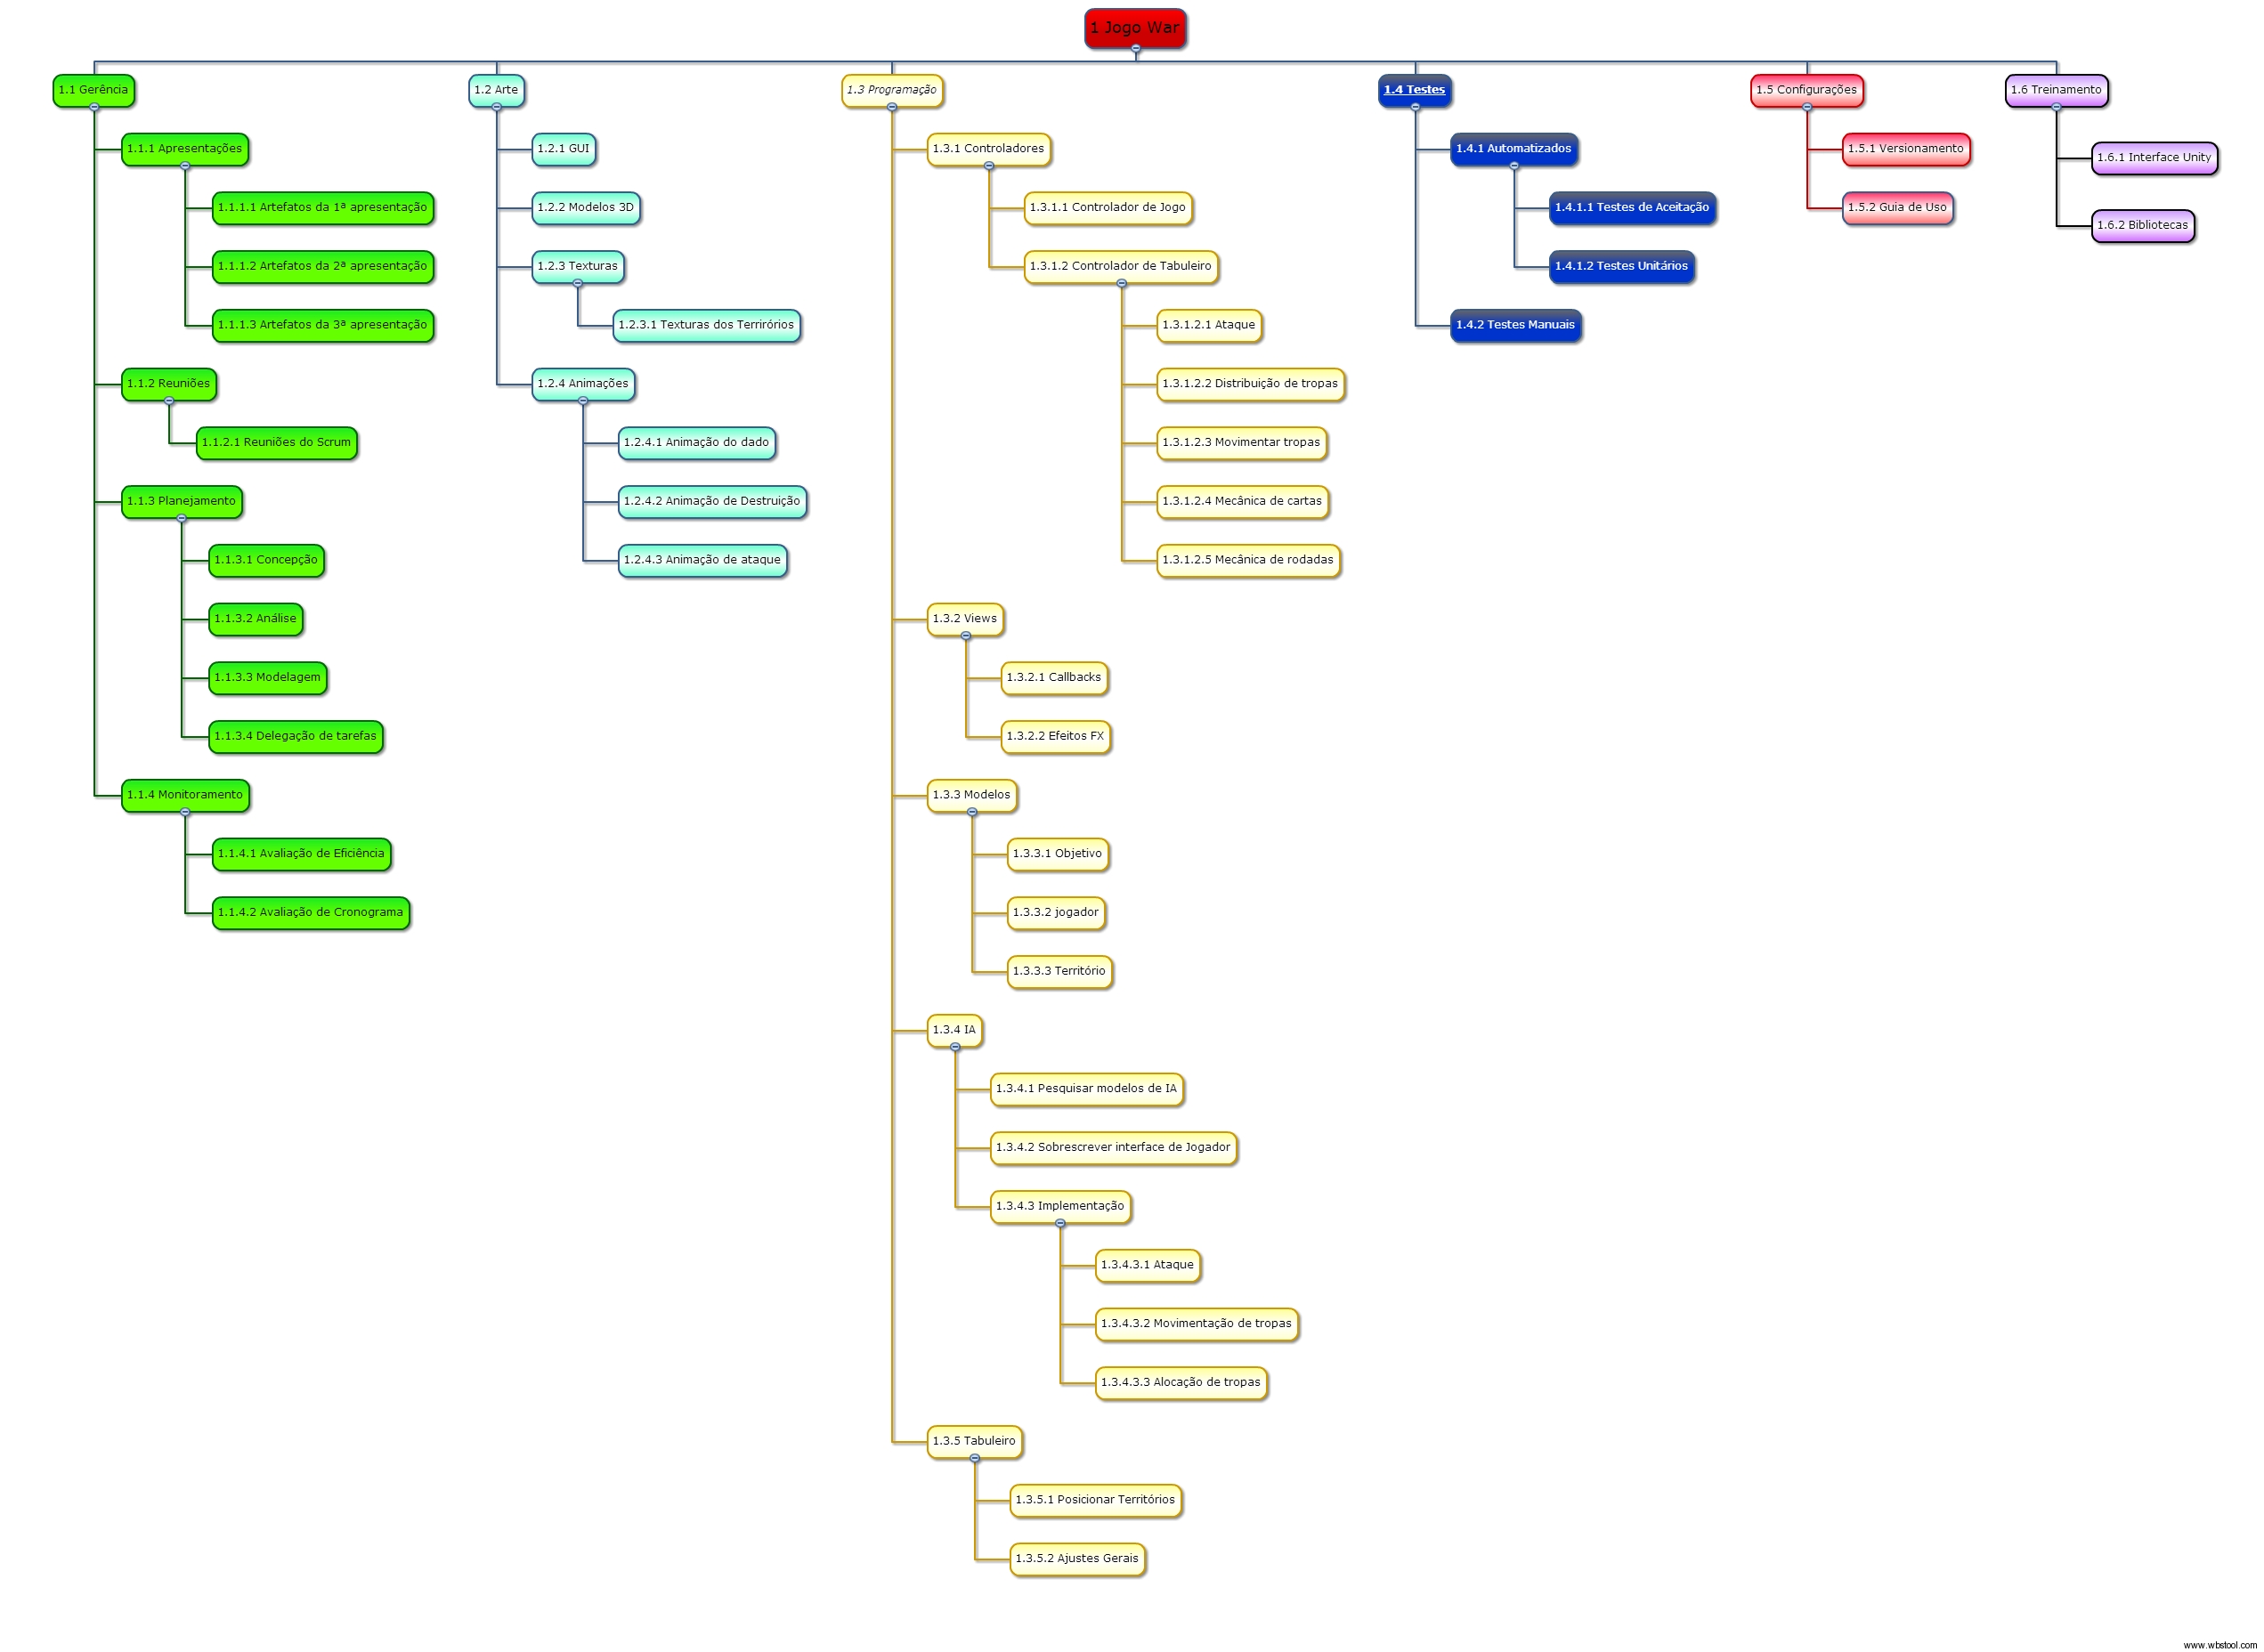 1 Jogo War
1.1 Gerência
1.1.1 Apresentações
1.1.1.1 Artefatos da 1ª apresentação
1.1.1.2 Artefatos da 2ª apresentação
1.1.1.3 Artefatos da 3ª apresentação
1.1.2 Reuniões
1.1.2.1 Reuniões do Scrum
1.1.3 Planejamento
1.1.3.1 Concepção
1.1.3.2 Análise
1.1.3.3 Modelagem
1.1.3.4 Delegação de tarefas
1.1.4 Monitoramento
1.1.4.1 Avaliação de Eficiência
1.1.4.2 Avaliação de Cronograma
1.2 Arte
1.2.1 GUI
1.2.2 Modelos 3D
1.2.3 Texturas
1.2.3.1 Texturas dos Terrirórios
1.2.4 Animações
1.2.4.1 Animação do dado
1.2.4.2 Animação de Destruição
1.2.4.3 Animação de ataque
1.3 Programação
1.3.1 Controladores
1.3.1.1 Controlador de Jogo
1.3.1.2 Controlador de Tabuleiro
1.3.1.2.1 Ataque
1.3.1.2.2 Distribuição de tropas
1.3.1.2.3 Movimentar tropas
1.3.1.2.4 Mecânica de cartas
1.3.1.2.5 Mecânica de rodadas
1.3.2 Views
1.3.2.1 Callbacks
1.3.2.2 Efeitos FX
1.3.3 Modelos
1.3.3.1 Objetivo
1.3.3.2 jogador
1.3.3.3 Território
1.3.4 IA
1.3.4.1 Pesquisar modelos de IA
1.3.4.2 Sobrescrever interface de Jogador
1.3.4.3 Implementação
1.3.4.3.1 Ataque
1.3.4.3.2 Movimentação de tropas
1.3.4.3.3 Alocação de tropas
1.3.5 Tabuleiro
1.3.5.1 Posicionar Territórios
1.3.5.2 Ajustes Gerais
1.4 Testes
1.4.1 Automatizados
1.4.1.1 Testes de Aceitação
1.4.1.2 Testes Unitários
1.4.2 Testes Manuais
1.5 Configurações
1.5.1 Versionamento
1.5.2 Guia de Uso
1.6 Treinamento
1.6.1 Interface Unity
1.6.2 Bibliotecas
www.wbstool.com